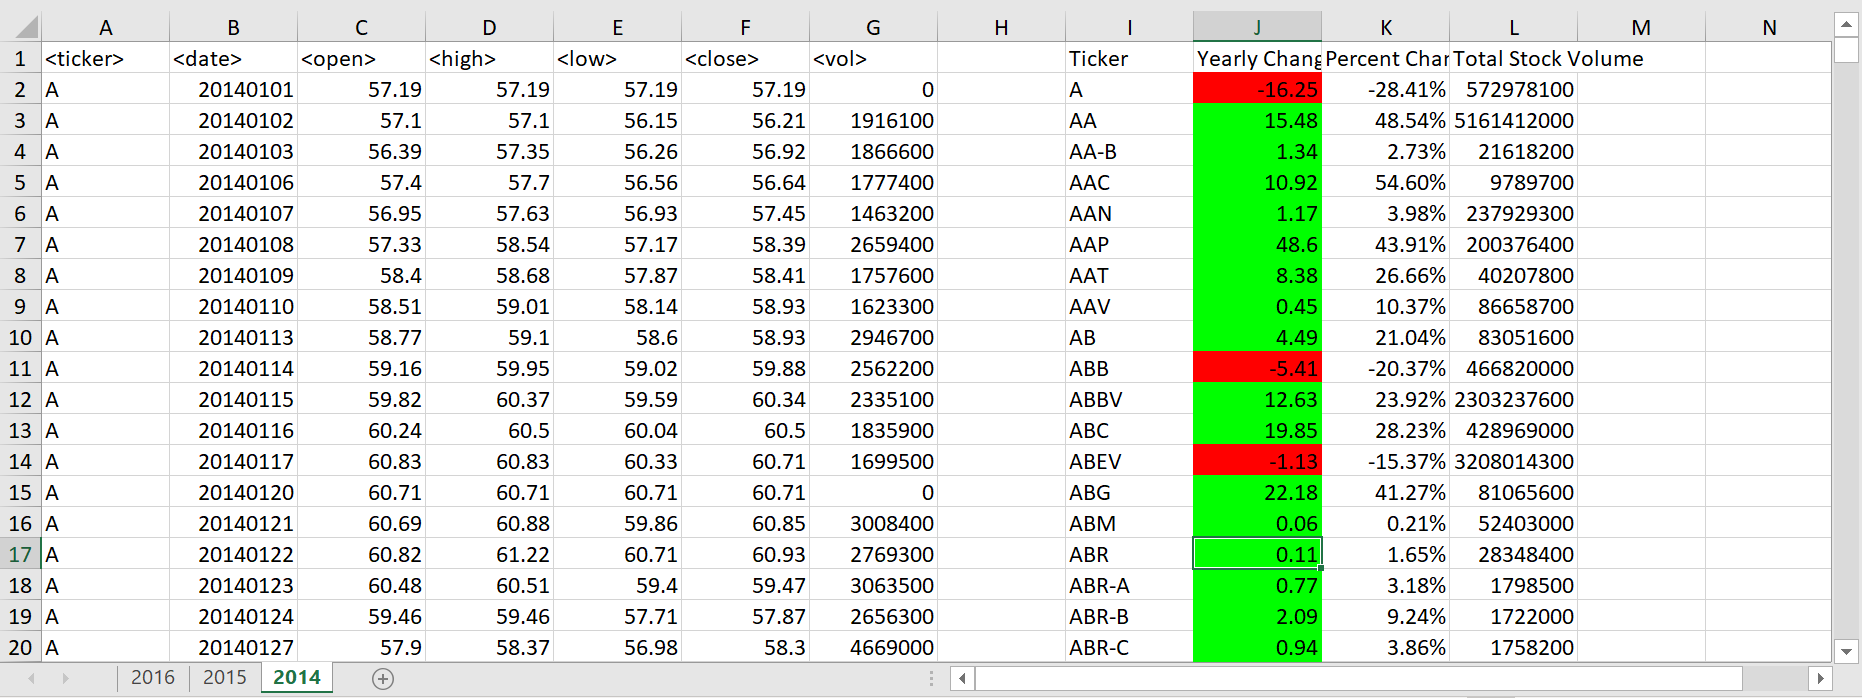 A B C D E F G H I J K L M N
1 <ticker> <date> <open> <high> <low> <close> <vol> Ticker Yearly Chang Percent Char Total Stock Volume
2 A 20140101 57.19 57.19 57.19 57.19 0 A -16.25 -28.41% 572978100
3 A 20140102 57.1 57.1 56.15 56.21 1916100 AA 15.48 48.54% 5161412000
4 A 20140103 56.39 57.35 56.26 56.92 1866600 AA-B 1.34 2.73% 21618200
5 A 20140106 57.4 57.7 56.56 56.64 1777400 AAC 10.92 54.60% 9789700
6 A 20140107 56.95 57.63 56.93 57.45 1463200 AAN 1.17 3.98% 237929300
7 A 20140108 57.33 58.54 57.17 58.39 2659400 AAP 48.6 43.91% 200376400
8 A 20140109 58.4 58.68 57.87 58.41 1757600 AAT 8.38 26.66% 40207800
9 A 20140110 58.51 59.01 58.14 58.93 1623300 AAV 0.45 10.37% 86658700
10 A 20140113 58.77 59.1 58.6 58.93 2946700 AB 4.49 21.04% 83051600
11 A 20140114 59.16 59.95 59.02 59.88 2562200 ABB -5.41 -20.37% 466820000
12 A 20140115 59.82 60.37 59.59 60.34 2335100 ABBV 12.63 23.92% 2303237600
13 A 20140116 60.24 60.5 60.04 60.5 1835900 ABC 19.85 28.23% 428969000
14 A 20140117 60.83 60.83 60.33 60.71 1699500 ABEV -1.13 -15.37% 3208014300
15 A 20140120 60.71 60.71 60.71 60.71 0 ABG 22.18 41.27% 81065600
16 A 20140121 60.69 60.88 59.86 60.85 3008400 ABM 0.06 0.21% 52403000
17 A 20140122 60.82 61.22 60.71 60.93 2769300 ABR 0.11 1.65% 28348400
18 A 20140123 60.48 60.51 59.4 59.47 3063500 ABR-A 0.77 3.18% 1798500
19 A 20140124 59.46 59.46 57.71 57.87 2656300 ABR-B 2.09 9.24% 1722000
20 A 20140127 57.9 58.37 56.98 58.3 4669000 ABR-C 0.94 3.86% 1758200
2016 2015 2014